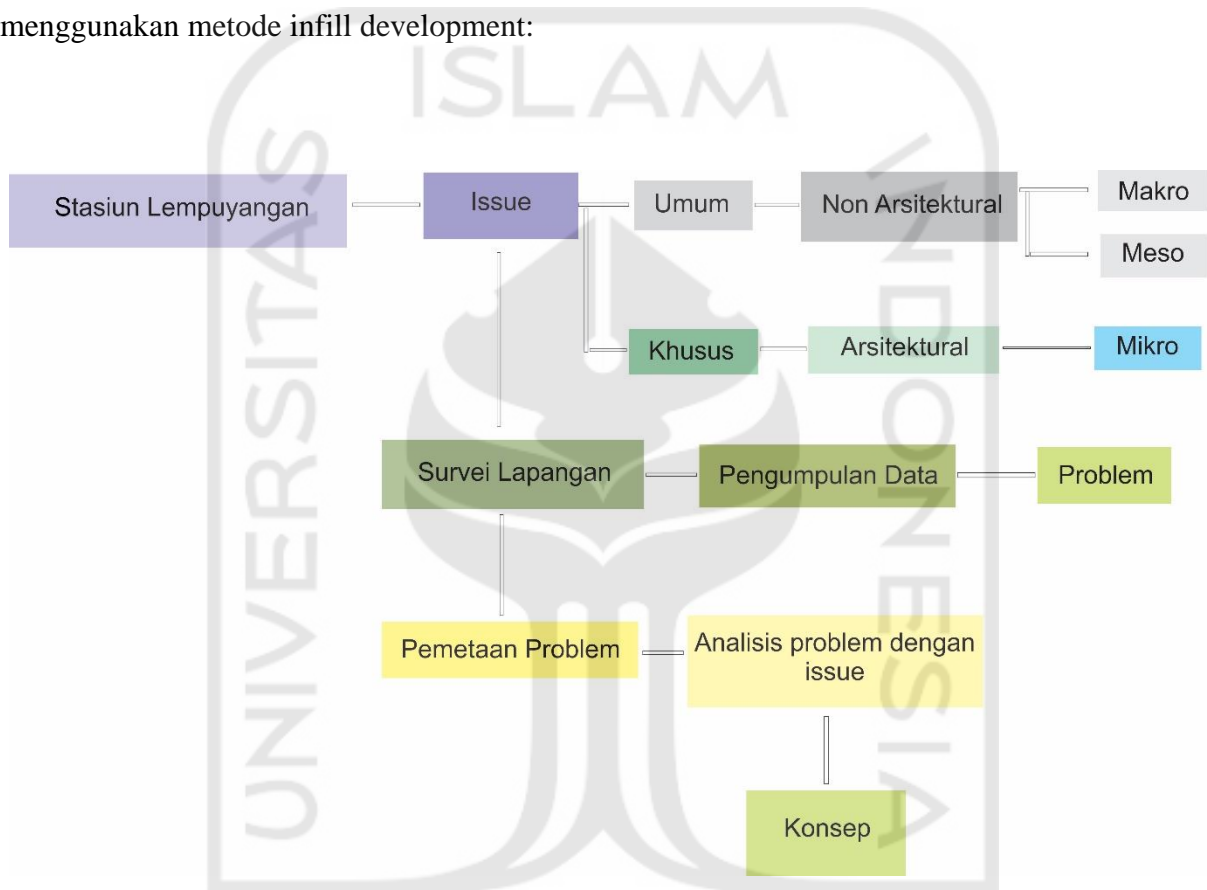 menggunakan metode infill development:
ISLAM
UNIVERSITAS
INDONESIA
Stasiun Lempuyangan
Issue
Umum
Non Arsitektural
Makro
Meso
Khusus
Arsitektural
Mikro
Survei Lapangan
Pengumpulan Data
Problem
Pemetaan Problem
Analisis problem dengan
issue
Konsep